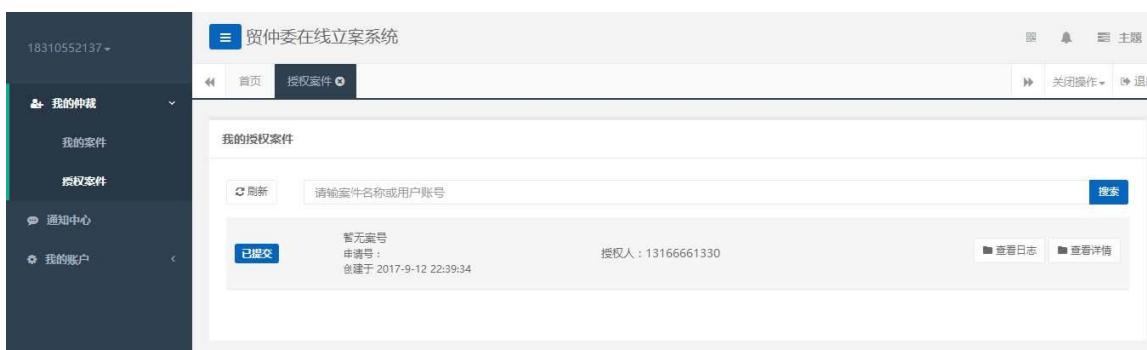 18310552137
贸仲委在线立案系统
主题
首页
授权案件
关闭操作
退
我的仲裁
我的案件
授权案件
通知中心
我的账户
我的授权案件
刷新
请输案件名称或用户账号
搜索
已提交
暂无案号
申请号：
创建于 2017-9-12 22:39:34
授权人：13166661330
查看日志
查看详情